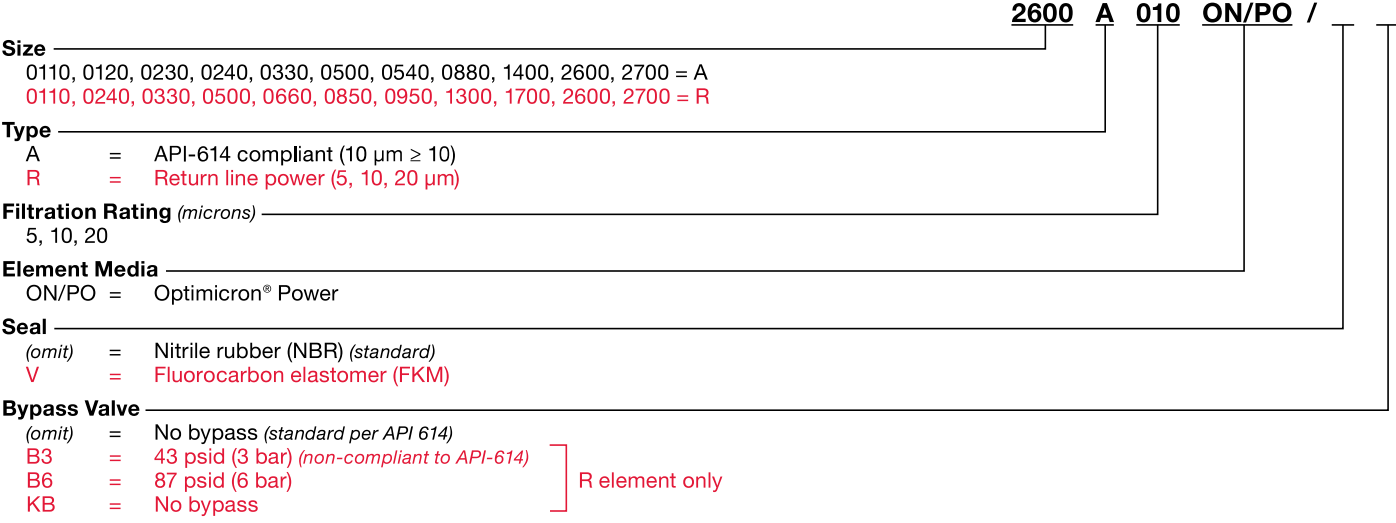 2600 A 010 ON/PO / __ __
Size
0110, 0120, 0230, 0240, 0330, 0500, 0540, 0880, 1400, 2600, 2700 = A
0110, 0240, 0330, 0500, 0660, 0850, 0950, 1300, 1700, 2600, 2700 = R
Type
A = API-614 compliant (10 µm ≥ 10)
R = Return line power (5, 10, 20 µm)
Filtration Rating (microns)
5, 10, 20
Element Media
ON/PO = Optimicron® Power
Seal
(omit) = Nitrile rubber (NBR) (standard)
V = Fluorocarbon elastomer (FKM)
Bypass Valve
(omit) = No bypass (standard per API 614)
B3 = 43 psid (3 bar) (non-compliant to API-614)
B6 = 87 psid (6 bar) R element only
KB = No bypass